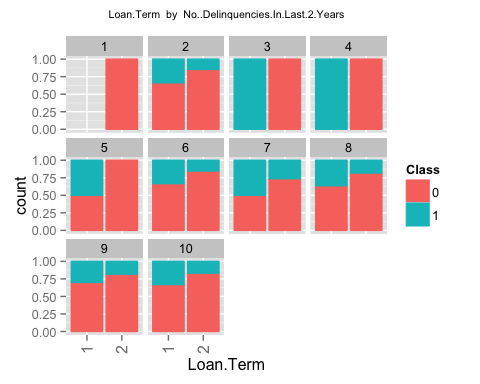 Loan.Term by No..Delinquencies.In.Last.2.Years
1 2 3 4
1.00
0.75
0.50
0.25
0.00
5 6 7 8
1.00
0.75
0.50
0.25
0.00
9 10
1.00
0.75
0.50
0.25
0.00
1 2 1 2
Loan.Term
count
Class
0
1